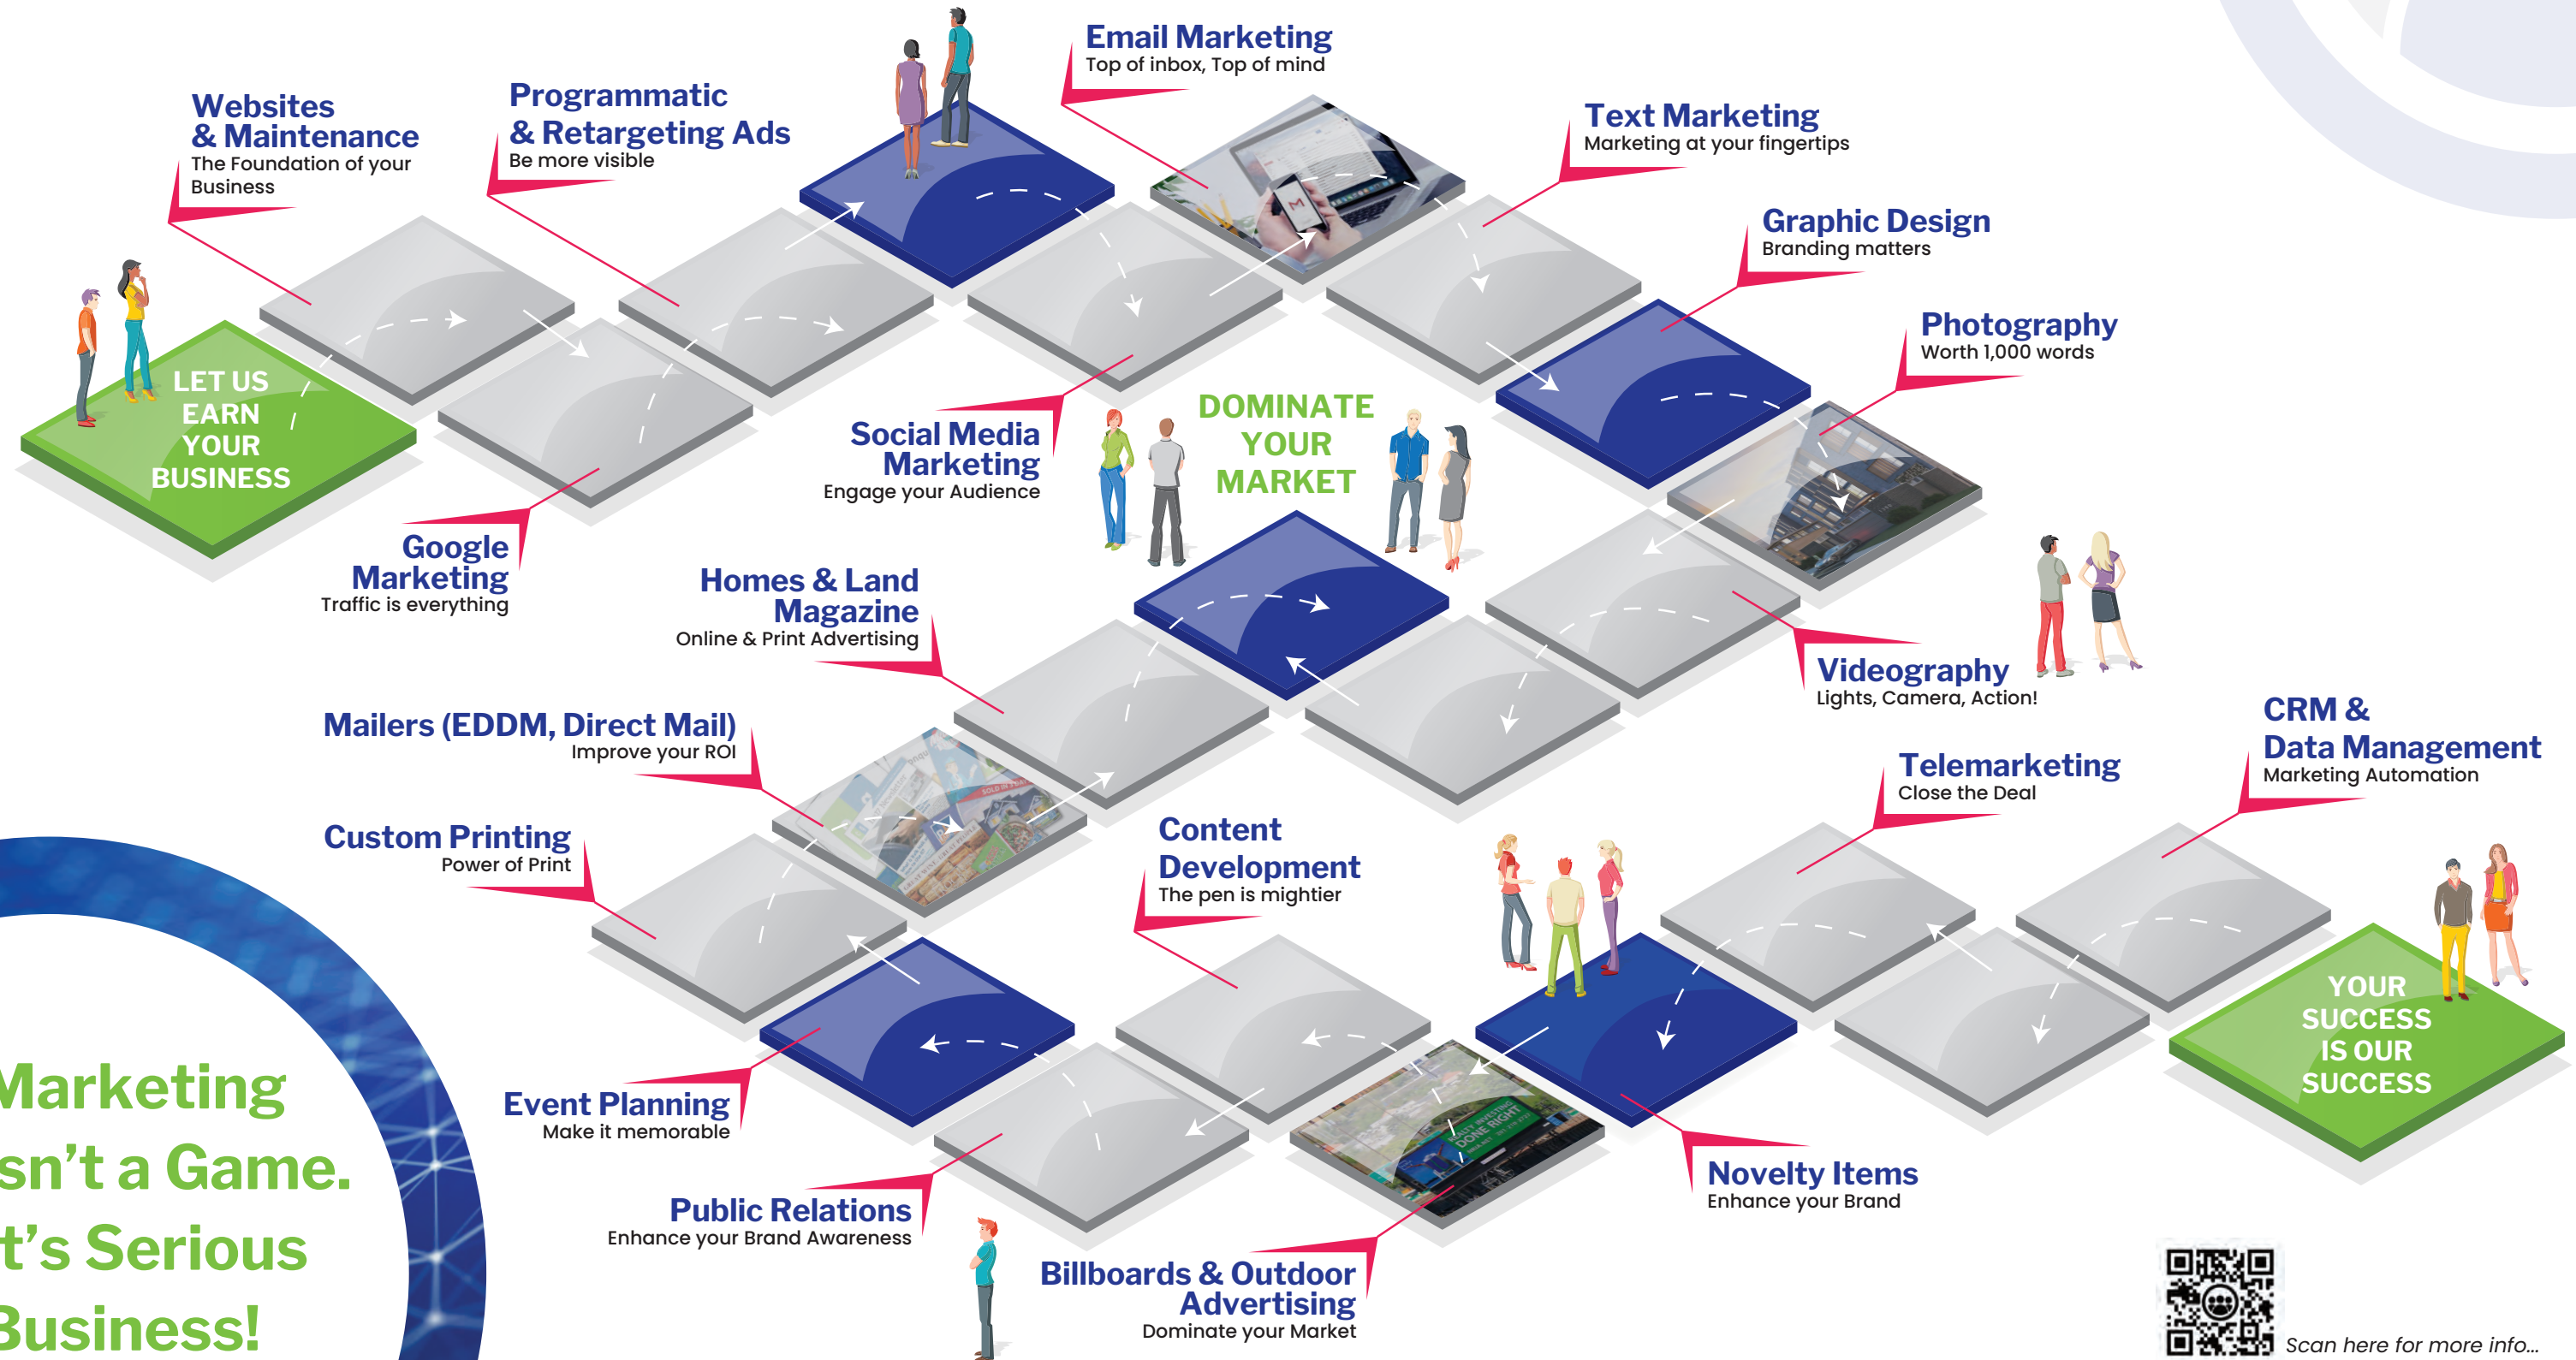 Websites
& Maintenance
The Foundation of your
Business
Programmatic
& Retargeting Ads
Be more visible
Email Marketing
Top of inbox, Top of mind
Text Marketing
Marketing at your fingertips
Graphic Design
Branding matters
Photography
Worth 1,000 words
LET US
EARN
YOUR
BUSINESS
Google
Marketing
Traffic is everything
Social Media
Marketing
Engage your Audience
DOMINATE
YOUR
MARKET
Homes & Land
Magazine
Online & Print Advertising
Videography
Lights, Camera, Action!
Mailers (EDDM, Direct Mail)
Improve your ROI
Custom Printing
Power of Print
Content
Development
The pen is mightier
Telemarketing
Close the Deal
CRM &
Data Management
Marketing Automation
YOUR
SUCCESS
IS OUR
SUCCESS
Event Planning
Make it memorable
Public Relations
Enhance your Brand Awareness
REALTY INVESTING
DONE RIGHT
Billboards & Outdoor
Advertising
Dominate your Market
Novelty Items
Enhance your Brand
Marketing
sn't a Game.
t's Serious
Business!
Scan here for more info...